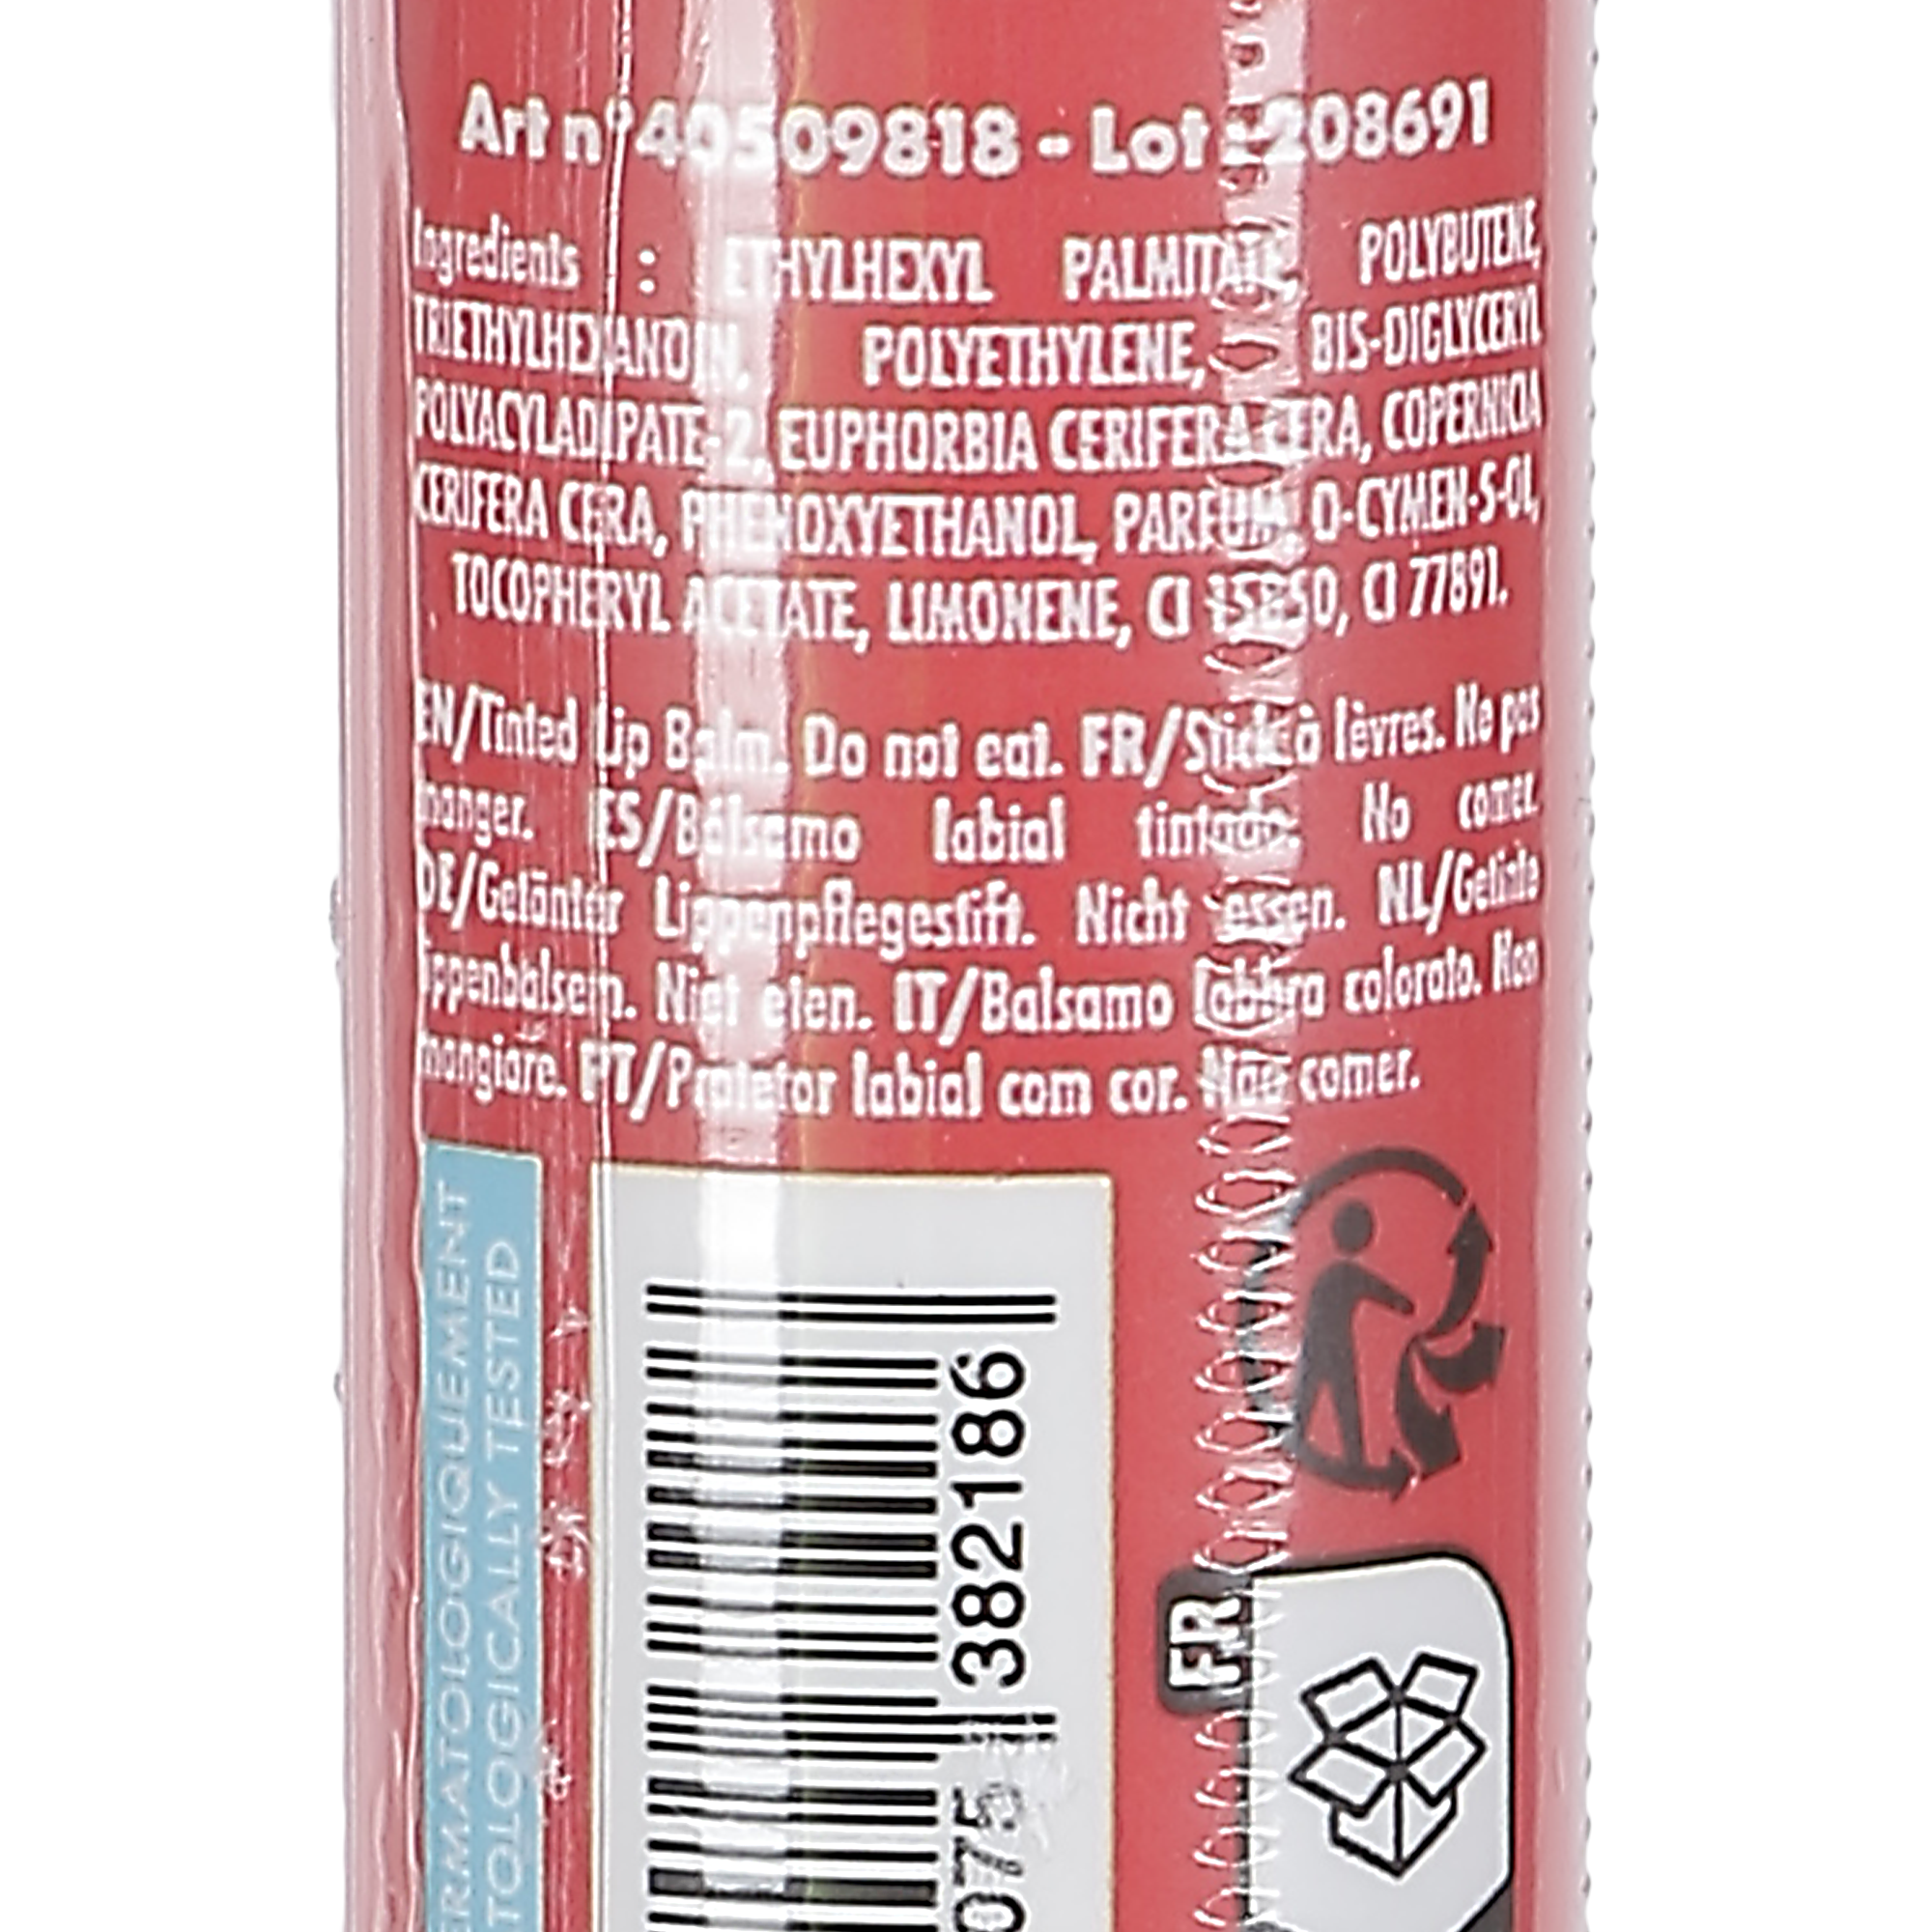 Art n° 40509818 - Lot : 208691
Ingredients : ETHYLHEXYL PALMITATE, POLYBUTENE,
TRIETHYLHEXANOIN, POLYETHYLENE, BIS-DIGLYCERYL
POLYACYLADIPATE-2, EUPHORBIA CERIFERA CERA, COPERNICIA
CERIFERA CERA, PHENOXYETHANOL, PARFUM, O-CYMEN-5-OL,
TOCOPHERYL ACETATE, LIMONENE, CI 15850, CI 77891.
EN/Tinted Lip Balm. Do not eat. FR/Stick à lèvres. Ne pas
manger. ES/Bálsamo labial tintado. No comer.
DE/Getönter Lippenpflegestift. Nicht essen. NL/Getinte
lippenbalsem. Niet eten. IT/Balsamo labbra colorato. Non
mangiare. PT/Protetor labial com cor. Não comer.
ERMATOLOGIQUEMENT
TOLOGICALLY TESTED
075 382186
FR